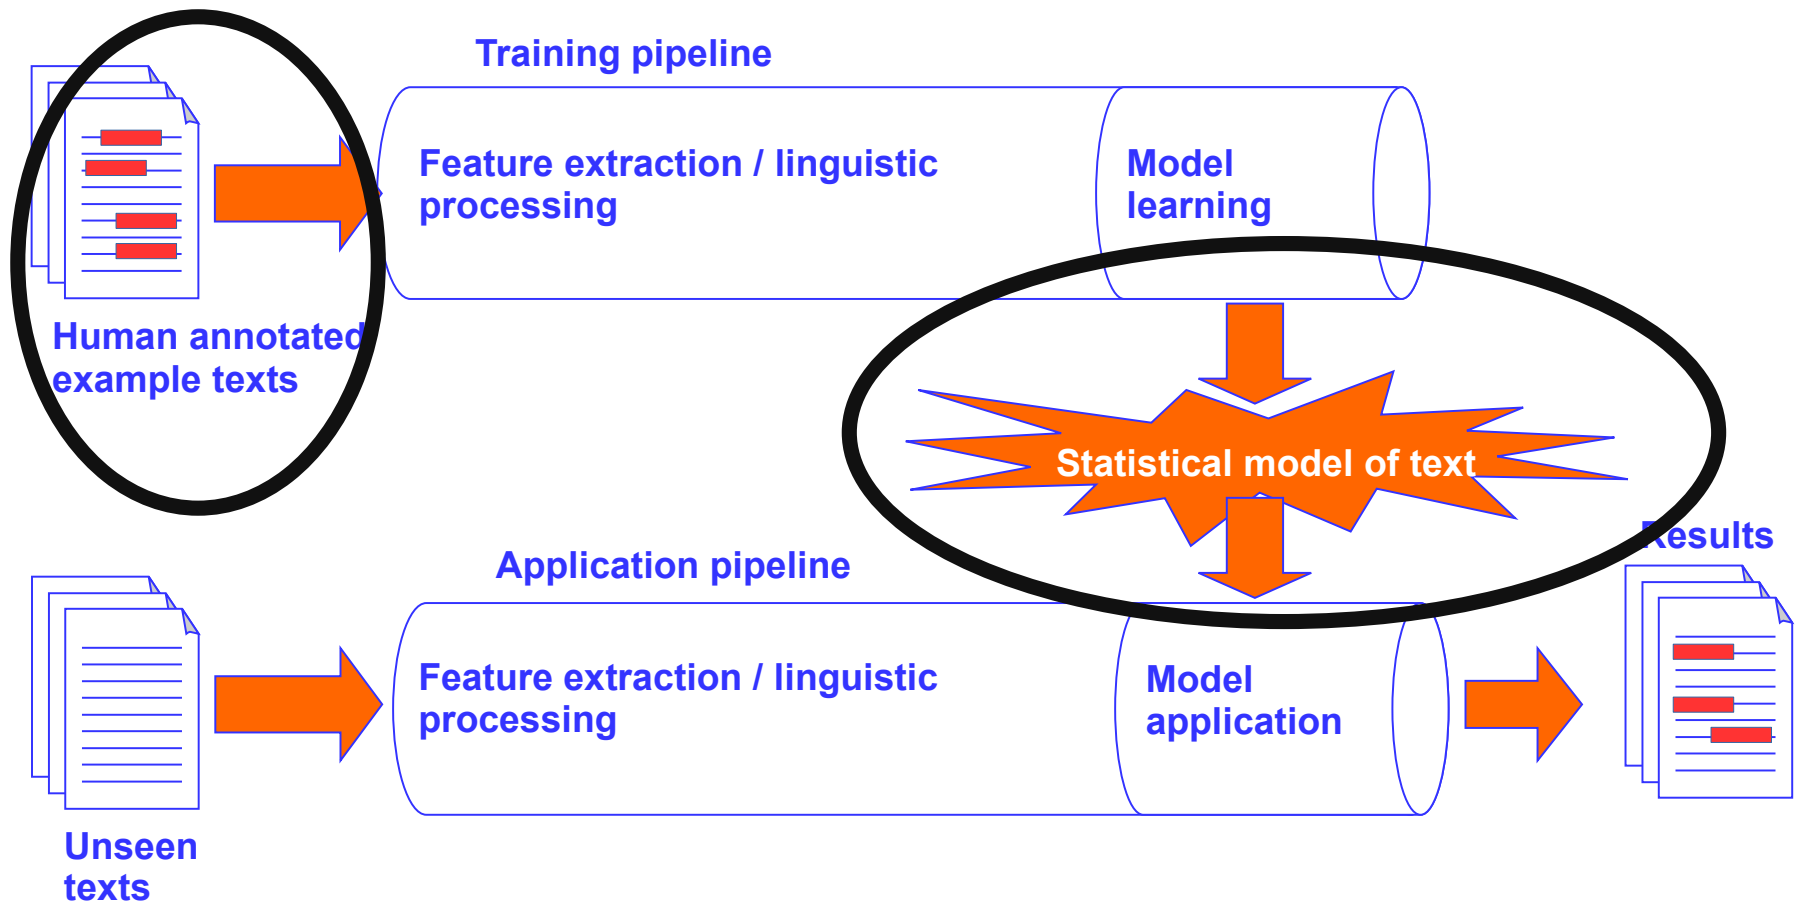 Training pipeline
Feature extraction / linguistic
processing
Model
learning
Human annotated
example texts
Statistical model of text
Results
Application pipeline
Feature extraction / linguistic
processing
Model
application
Unseen
texts